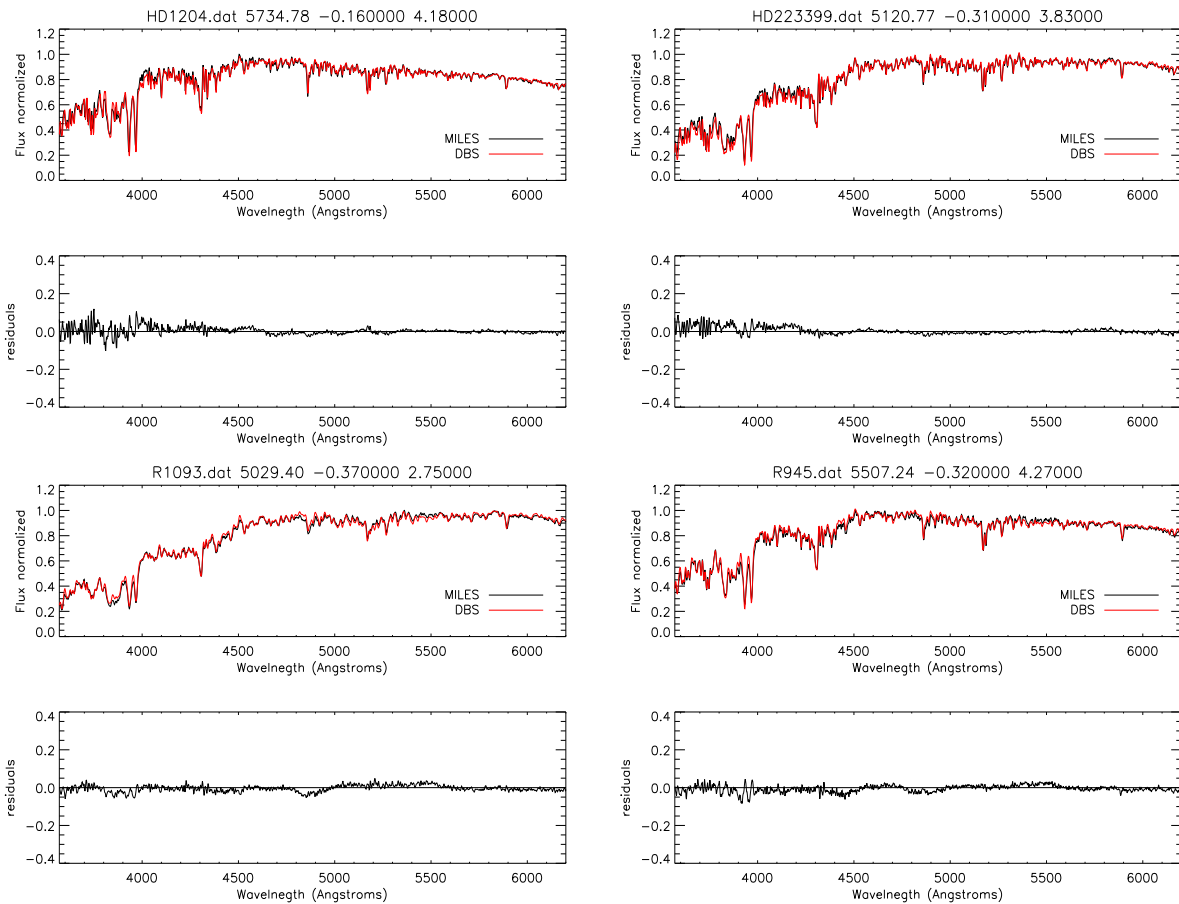 HD1204.dat 5734.78 −0.160000 4.18000
1.2
1.0
0.8
0.6
0.4
0.2
0.0
Flux normalized
MILES
DBS
4000 4500 5000 5500 6000
Wavelnegth (Angstroms)
HD223399.dat 5120.77 −0.310000 3.83000
1.2
1.0
0.8
0.6
0.4
0.2
0.0
Flux normalized
MILES
DBS
4000 4500 5000 5500 6000
Wavelnegth (Angstroms)
0.4
0.2
0.0
−0.2
−0.4
residuals
4000 4500 5000 5500 6000
Wavelnegth (Angstroms)
0.4
0.2
0.0
−0.2
−0.4
residuals
4000 4500 5000 5500 6000
Wavelnegth (Angstroms)
R1093.dat 5029.40 −0.370000 2.75000
1.2
1.0
0.8
0.6
0.4
0.2
0.0
Flux normalized
MILES
DBS
4000 4500 5000 5500 6000
Wavelnegth (Angstroms)
R945.dat 5507.24 −0.320000 4.27000
1.2
1.0
0.8
0.6
0.4
0.2
0.0
Flux normalized
MILES
DBS
4000 4500 5000 5500 6000
Wavelnegth (Angstroms)
0.4
0.2
0.0
−0.2
−0.4
residuals
4000 4500 5000 5500 6000
Wavelnegth (Angstroms)
0.4
0.2
0.0
−0.2
−0.4
residuals
4000 4500 5000 5500 6000
Wavelnegth (Angstroms)